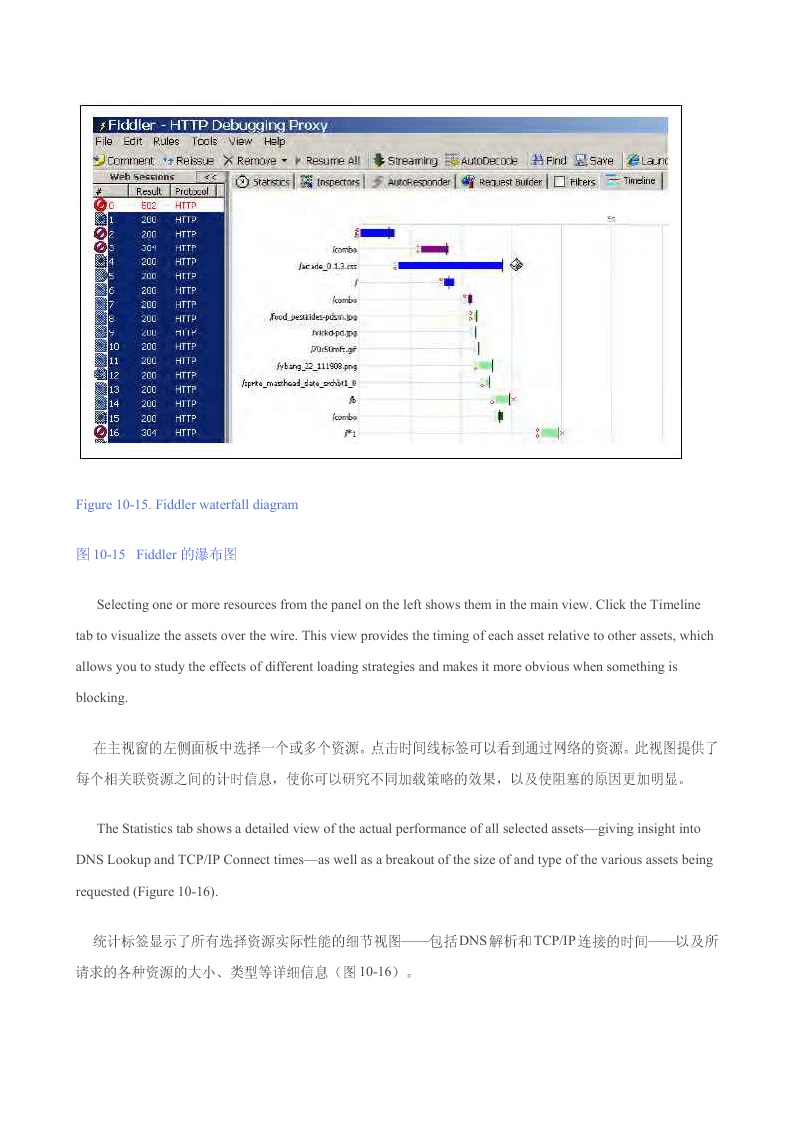 Fiddler - HTTP Debugging Proxy
File Edit Rules Tools View Help
Comment Reissue Remove Resume All Streaming AutoDecode Find Save Launc
Web Sessions <<
Statistics Inspectors AutoResponder Request Builder Filters Timeline
# Result Protocol
0 502 HTTP
1 200 HTTP
2 200 HTTP
3 304 HTTP
4 200 HTTP
5 200 HTTP
6 200 HTTP
7 200 HTTP
8 200 HTTP
9 200 HTTP
10 200 HTTP
11 200 HTTP
12 200 HTTP
13 200 HTTP
14 200 HTTP
15 200 HTTP
16 304 HTTP
5s
/combo
/arcade_0.1.3.css
/
/combo
/food_pesticides-pdsm.jpg
/ybang_22_111908.png
/b
/combo
Figure 10-15. Fiddler waterfall diagram
图 10-15 Fiddler 的瀑布图
Selecting one or more resources from the panel on the left shows them in the main view. Click the Timeline
tab to visualize the assets over the wire. This view provides the timing of each asset relative to other assets, which
allows you to study the effects of different loading strategies and makes it more obvious when something is
blocking.
在主视窗的左侧面板中选择一个或多个资源。点击时间线标签可以看到通过网络的资源。此视图提供了
每个相关联资源之间的计时信息，使你可以研究不同加载策略的效果，以及使阻塞的原因更加明显。
The Statistics tab shows a detailed view of the actual performance of all selected assets—giving insight into
DNS Lookup and TCP/IP Connect times—as well as a breakout of the size of and type of the various assets being
requested (Figure 10-16).
统计标签显示了所有选择资源实际性能的细节视图——包括 DNS 解析和 TCP/IP 连接的时间——以及所
请求的各种资源的大小、类型等详细信息（图 10-16）。